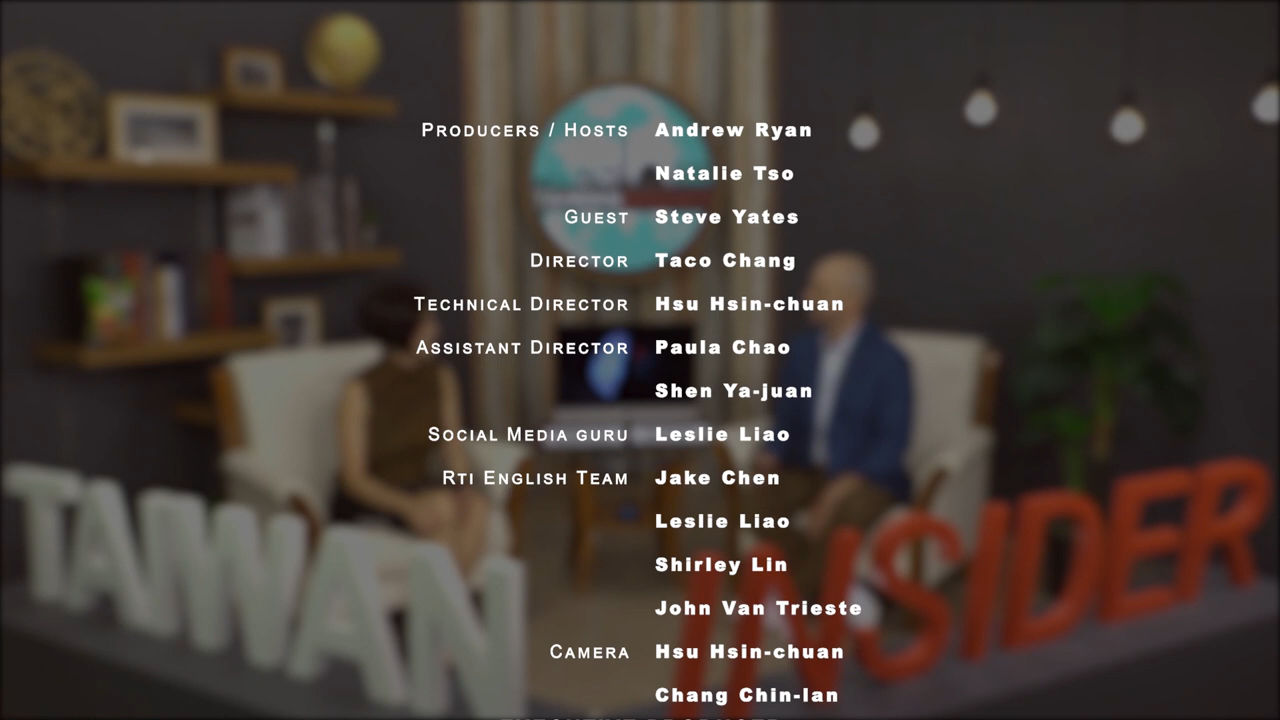 Producers / Hosts Andrew Ryan
Natalie Tso
Guest Steve Yates
Director Taco Chang
Technical Director Hsu Hsin-chuan
Assistant Director Paula Chao
Shen Ya-juan
Social Media guru Leslie Liao
Rti English Team Jake Chen
Leslie Liao
Shirley Lin
John Van Trieste
Camera Hsu Hsin-chuan
Chang Chin-lan
TAIWAN INSIDER